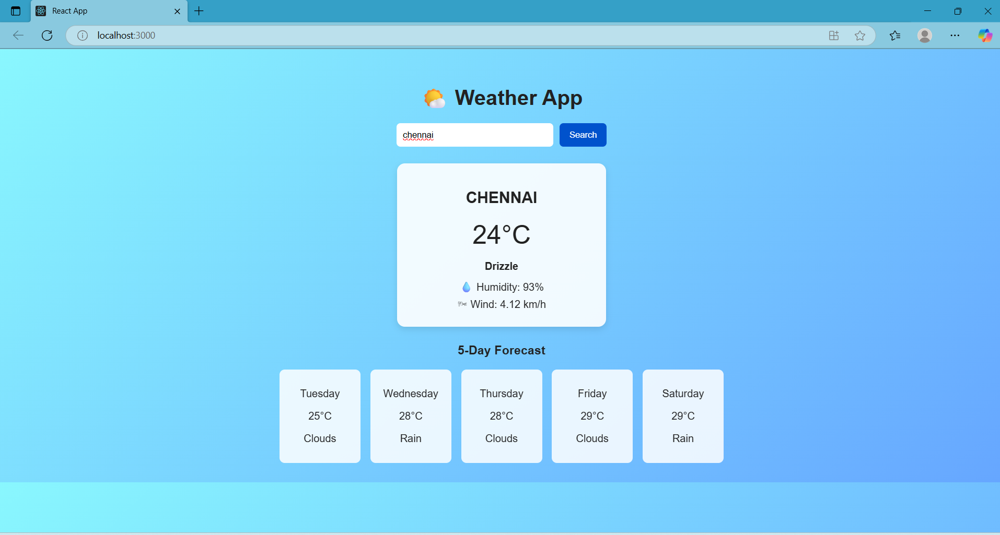 React App
localhost:3000
Weather App
chennai
Search
CHENNAI
24°C
Drizzle
Humidity: 93%
Wind: 4.12 km/h
5-Day Forecast
Tuesday
25°C
Clouds
Wednesday
28°C
Rain
Thursday
28°C
Clouds
Friday
29°C
Clouds
Saturday
29°C
Rain